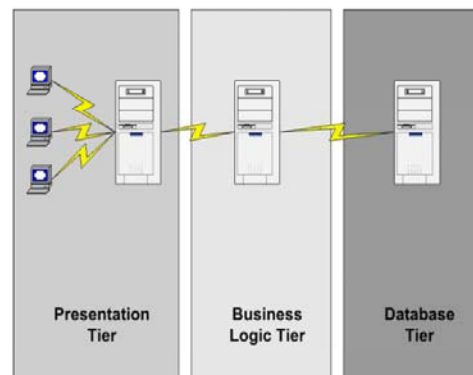 Presentation
Tier
Business
Logic Tier
Database
Tier